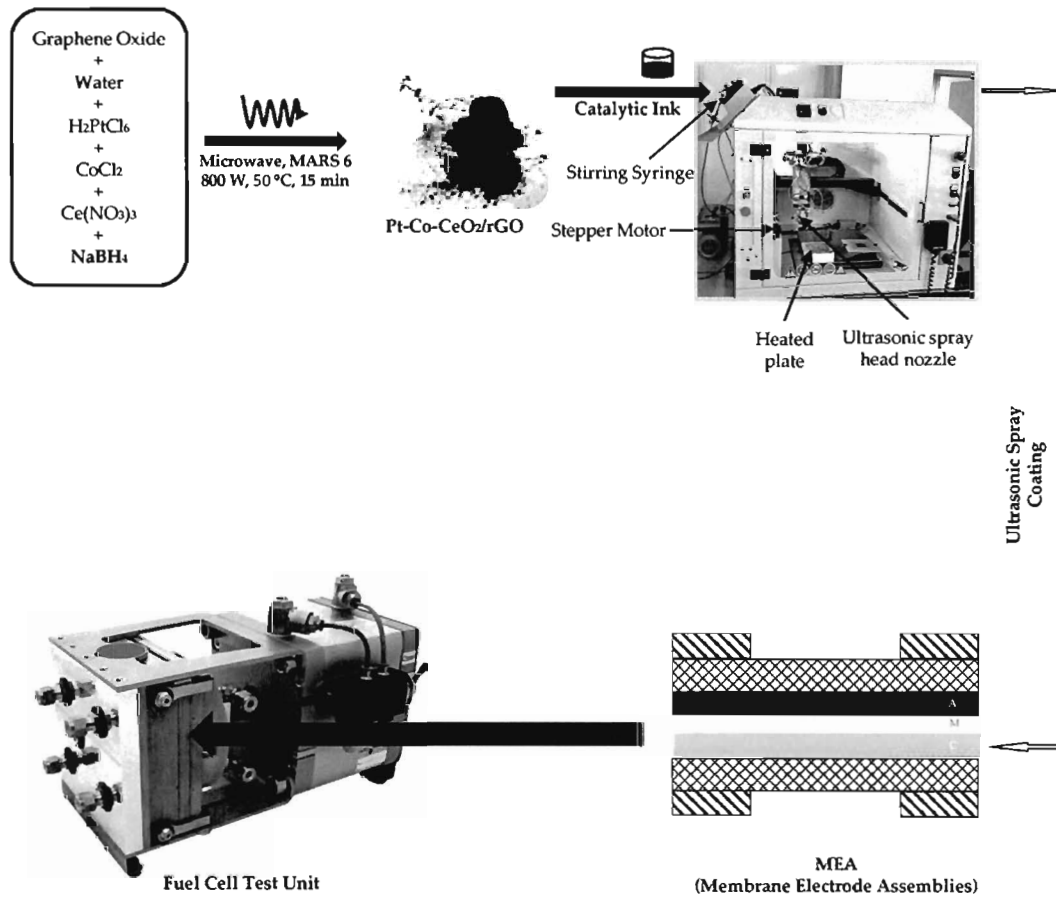 Graphene Oxide
+
Water
+
H₂PtCl₆
+
CoCl₂
+
Ce(NO₃)₃
+
NaBH₄
Microwave, MARS 6
800 W, 50 °C, 15 min
Pt-Co-CeO₂/rGO
Catalytic Ink
Stirring Syringe
Stepper Motor
Heated
plate
Ultrasonic spray
head nozzle
Ultrasonic Spray
Coating
A
M
C
MEA
(Membrane Electrode Assemblies)
Fuel Cell Test Unit